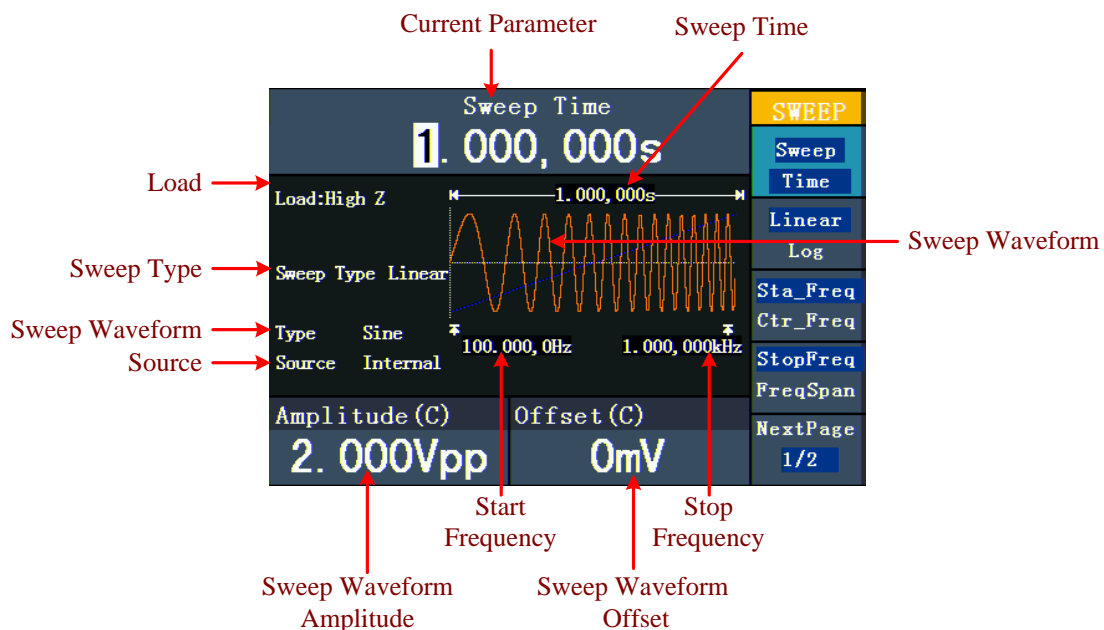 Current Parameter
Sweep Time
Sweep Time
1.000,000s
SWEEP
Sweep
Time
Linear
Log
Sta_Freq
Ctr_Freq
StopFreq
FreqSpan
NextPage
1/2
Load
Load:High Z
1.000,000s
Sweep Waveform
Sweep Type
Sweep Type Linear
Sweep Waveform
Type Sine
Source
Source Internal
100.000,0Hz
1.000,000kHz
Amplitude(C)
2.000Vpp
Offset(C)
0mV
Start
Frequency
Stop
Frequency
Sweep Waveform
Amplitude
Sweep Waveform
Offset